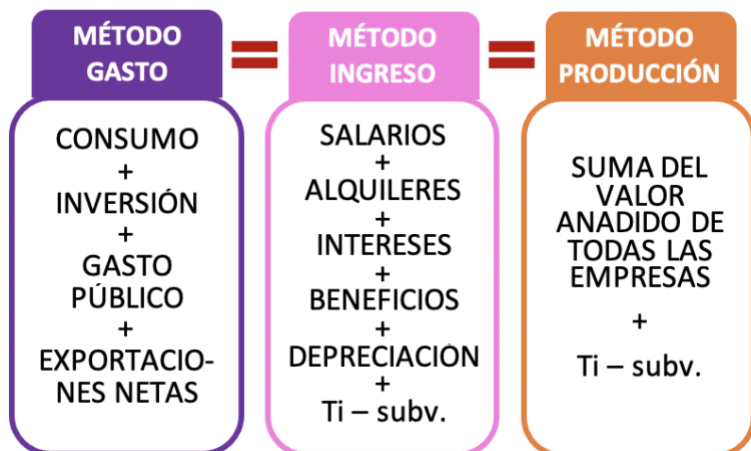 MÉTODO
GASTO
=
MÉTODO
INGRESO
=
MÉTODO
PRODUCCIÓN
CONSUMO
+
INVERSIÓN
+
GASTO
PÚBLICO
+
EXPORTACIO-
NES NETAS
SALARIOS
+
ALQUILERES
+
INTERESES
+
BENEFICIOS
+
DEPRECIACIÓN
+
Ti – subv.
SUMA DEL
VALOR
ANADIDO DE
TODAS LAS
EMPRESAS
+
Ti – subv.